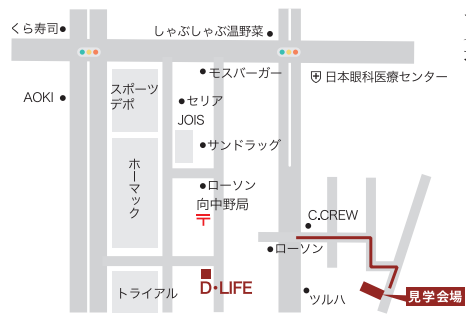 くら寿司
しゃぶしゃぶ温野菜
モスバーガー
日本眼科医療センター
スポーツ
デポ
AOKI
セリア
JOIS
サンドラッグ
ホーマック
ローソン
向中野局
C.CREW
ローソン
D・LIFE
トライアル
ツルハ
見学会場